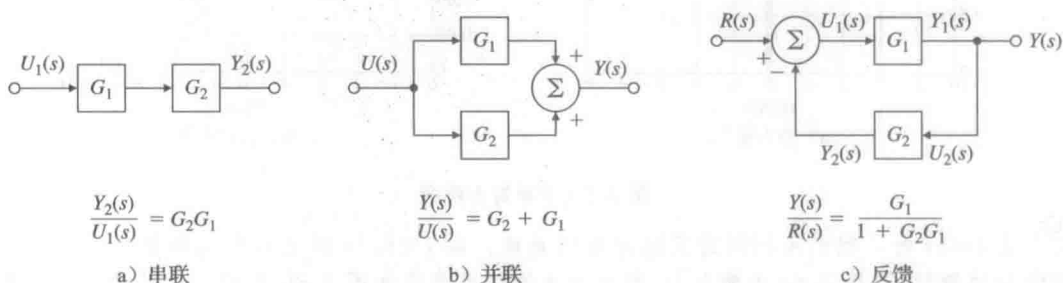 U₁(s) G₁ G₂ Y₂(s)
Y₂(s)/U₁(s) = G₂G₁
a）串联
U(s) G₁ G₂ + + Σ Y(s)
Y(s)/U(s) = G₂ + G₁
b）并联
R(s) + − Σ U₁(s) G₁ Y₁(s) Y(s)
Y₂(s) G₂ U₂(s)
Y(s)/R(s) = G₁/(1 + G₂G₁)
c）反馈